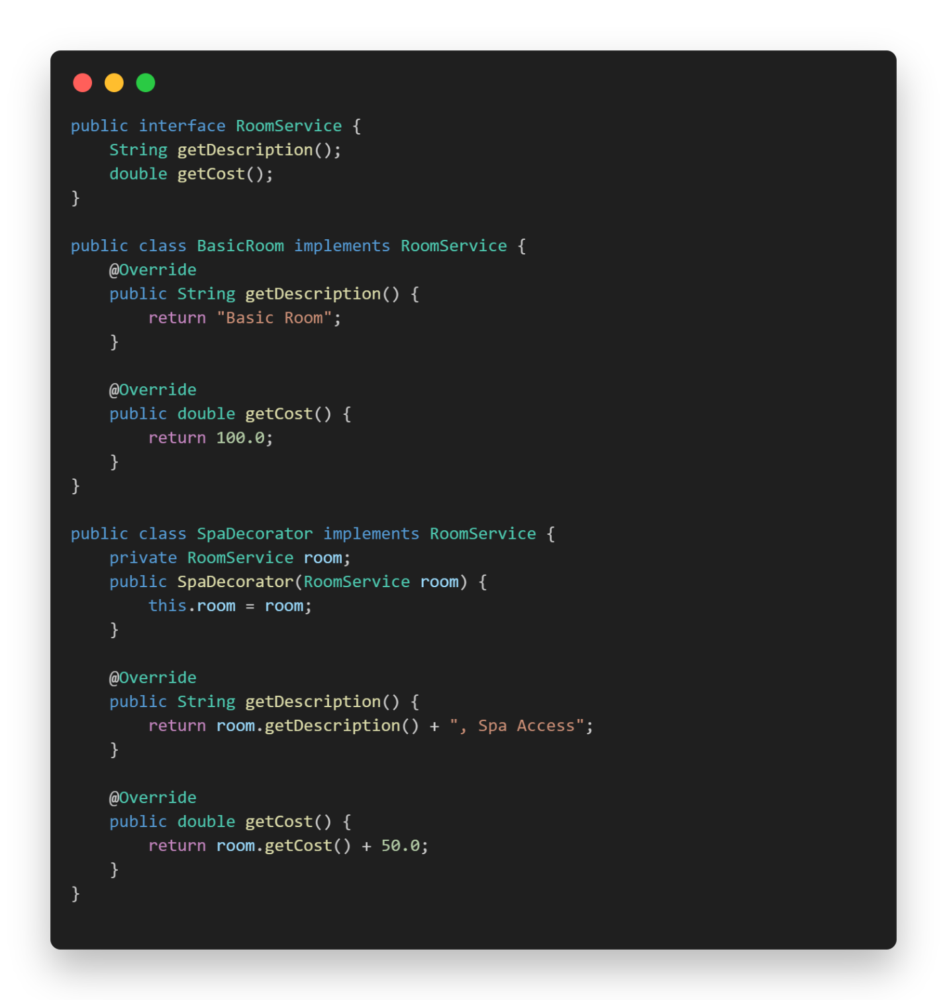 public interface RoomService {
    String getDescription();
    double getCost();
}

public class BasicRoom implements RoomService {
    @Override
    public String getDescription() {
        return "Basic Room";
    }

    @Override
    public double getCost() {
        return 100.0;
    }
}

public class SpaDecorator implements RoomService {
    private RoomService room;
    public SpaDecorator(RoomService room) {
        this.room = room;
    }

    @Override
    public String getDescription() {
        return room.getDescription() + ", Spa Access";
    }

    @Override
    public double getCost() {
        return room.getCost() + 50.0;
    }
}